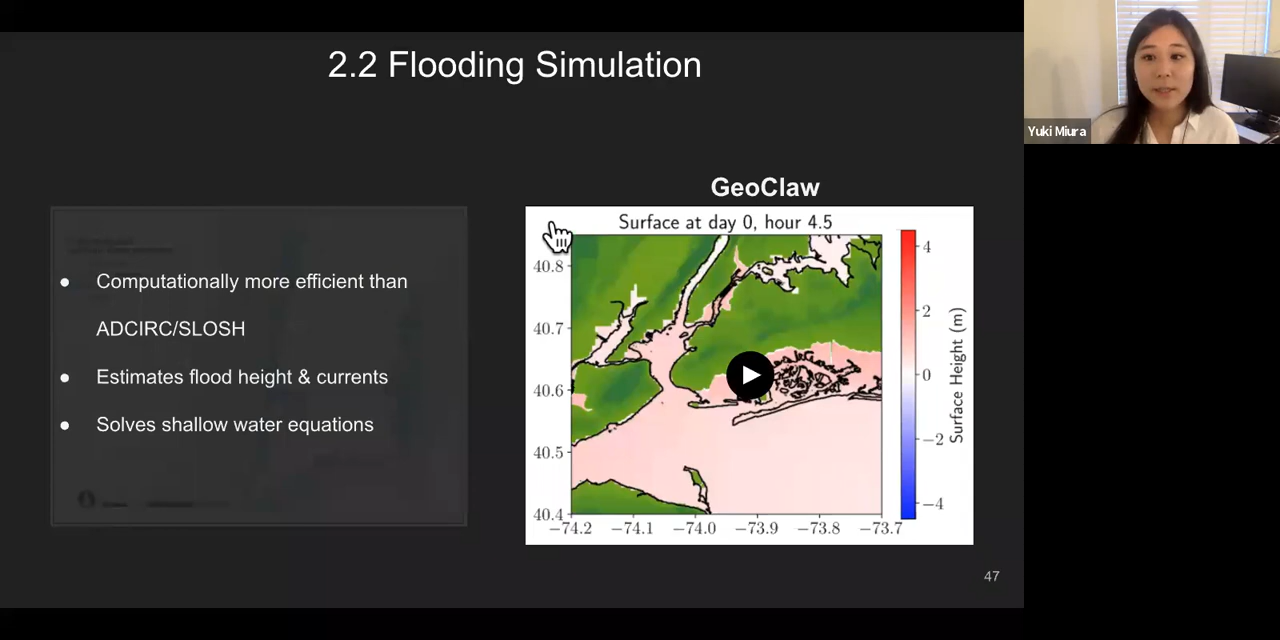 2.2 Flooding Simulation
Yuki Miura
GeoClaw
● Computationally more efficient than
ADCIRC/SLOSH
● Estimates flood height & currents
● Solves shallow water equations
Surface at day 0, hour 4.5
40.8
40.7
40.6
40.5
40.4
−74.2 −74.1 −74.0 −73.9 −73.8 −73.7
4
2
0
−2
−4
Surface Height (m)
47